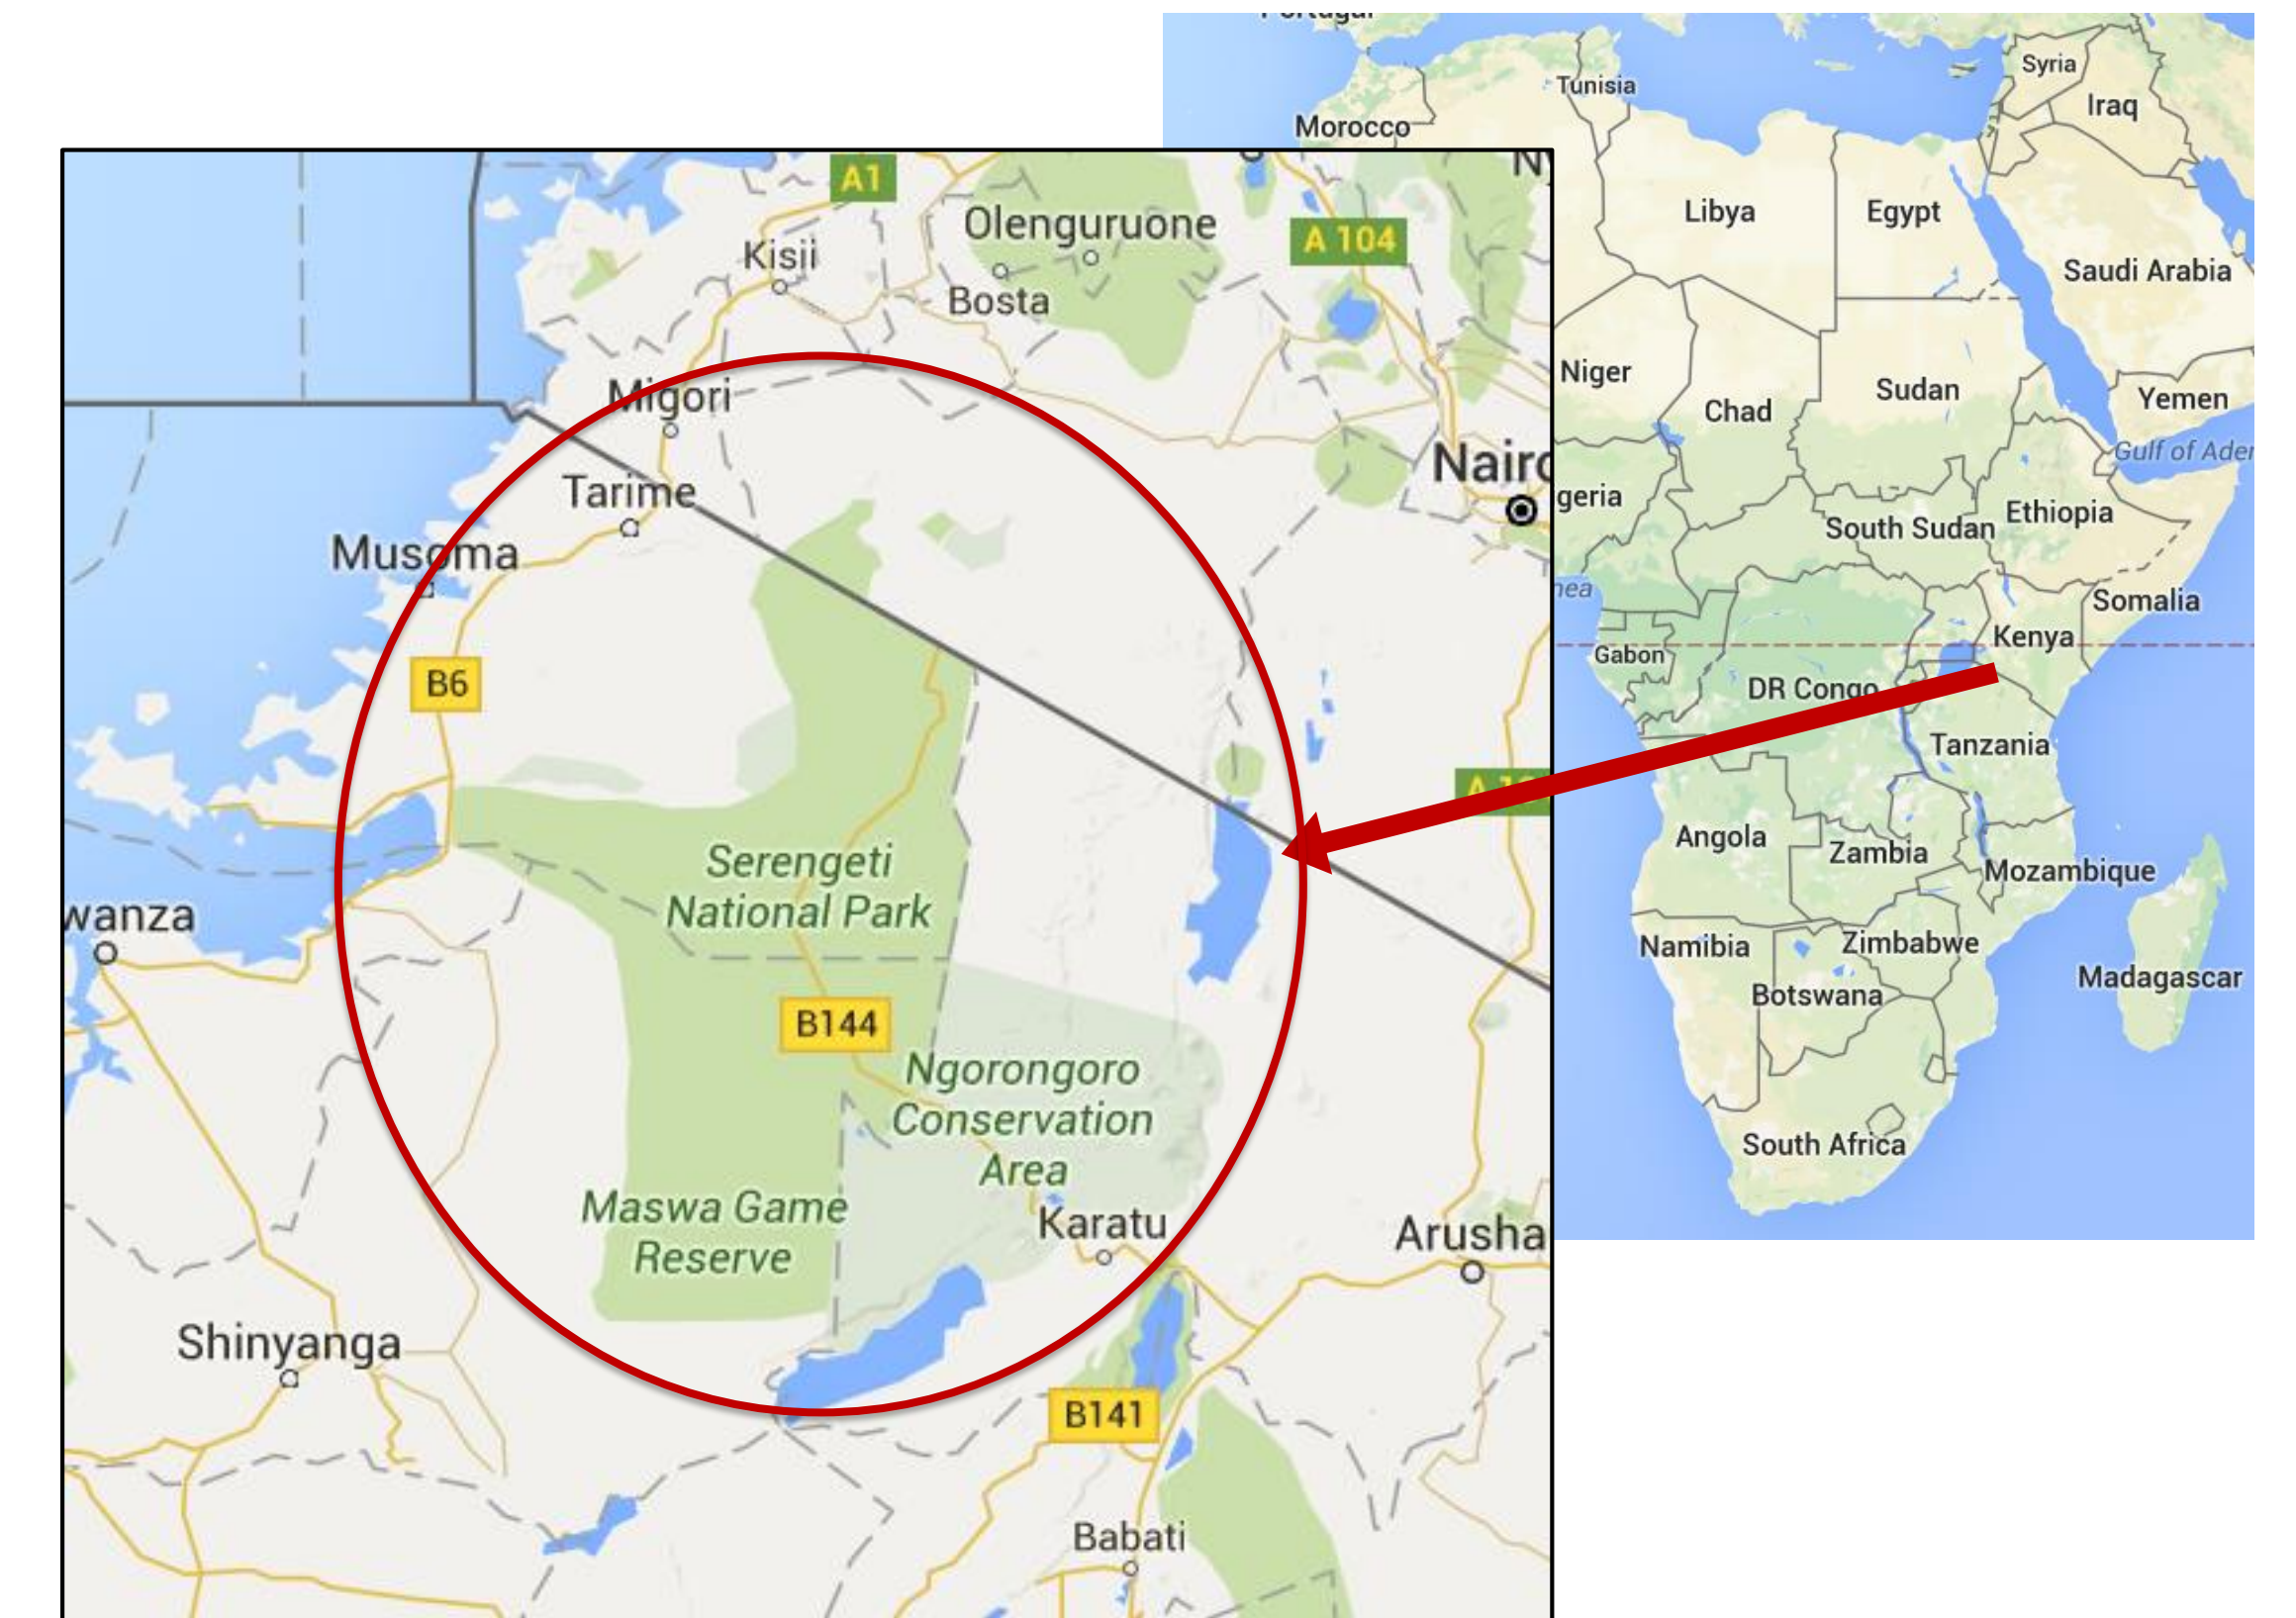 Tunisia
Syria
Iraq
Morocco
Libya
Egypt
Saudi Arabia
Niger
Chad
Sudan
Yemen
Gulf of Aden
geria
South Sudan
Ethiopia
Somalia
Kenya
Gabon
DR Congo
Tanzania
Angola
Zambia
Mozambique
Namibia
Zimbabwe
Botswana
Madagascar
South Africa
A1
Olenguruone
A 104
Kisii
Bosta
Migori
Nairo
Tarime
Musoma
B6
Serengeti
National Park
wanza
B144
Ngorongoro
Conservation
Area
Maswa Game
Reserve
Karatu
Arusha
Shinyanga
B141
Babati